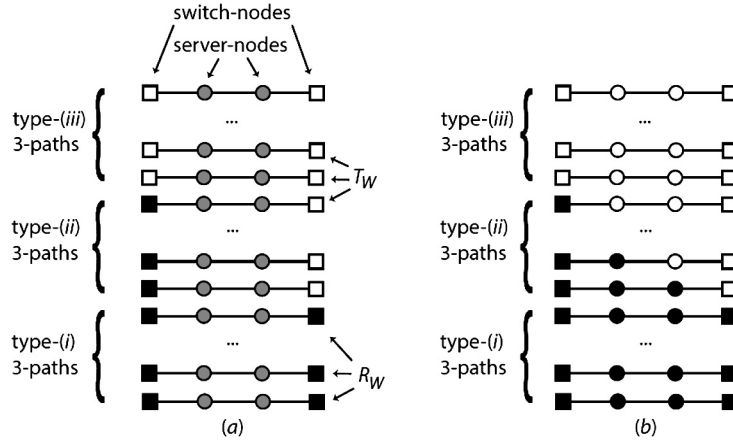 switch-nodes
server-nodes
type-(iii)
3-paths
...
type-(ii)
3-paths
...
type-(i)
3-paths
...
T_W
R_W
(a)
type-(iii)
3-paths
...
type-(ii)
3-paths
...
type-(i)
3-paths
...
(b)